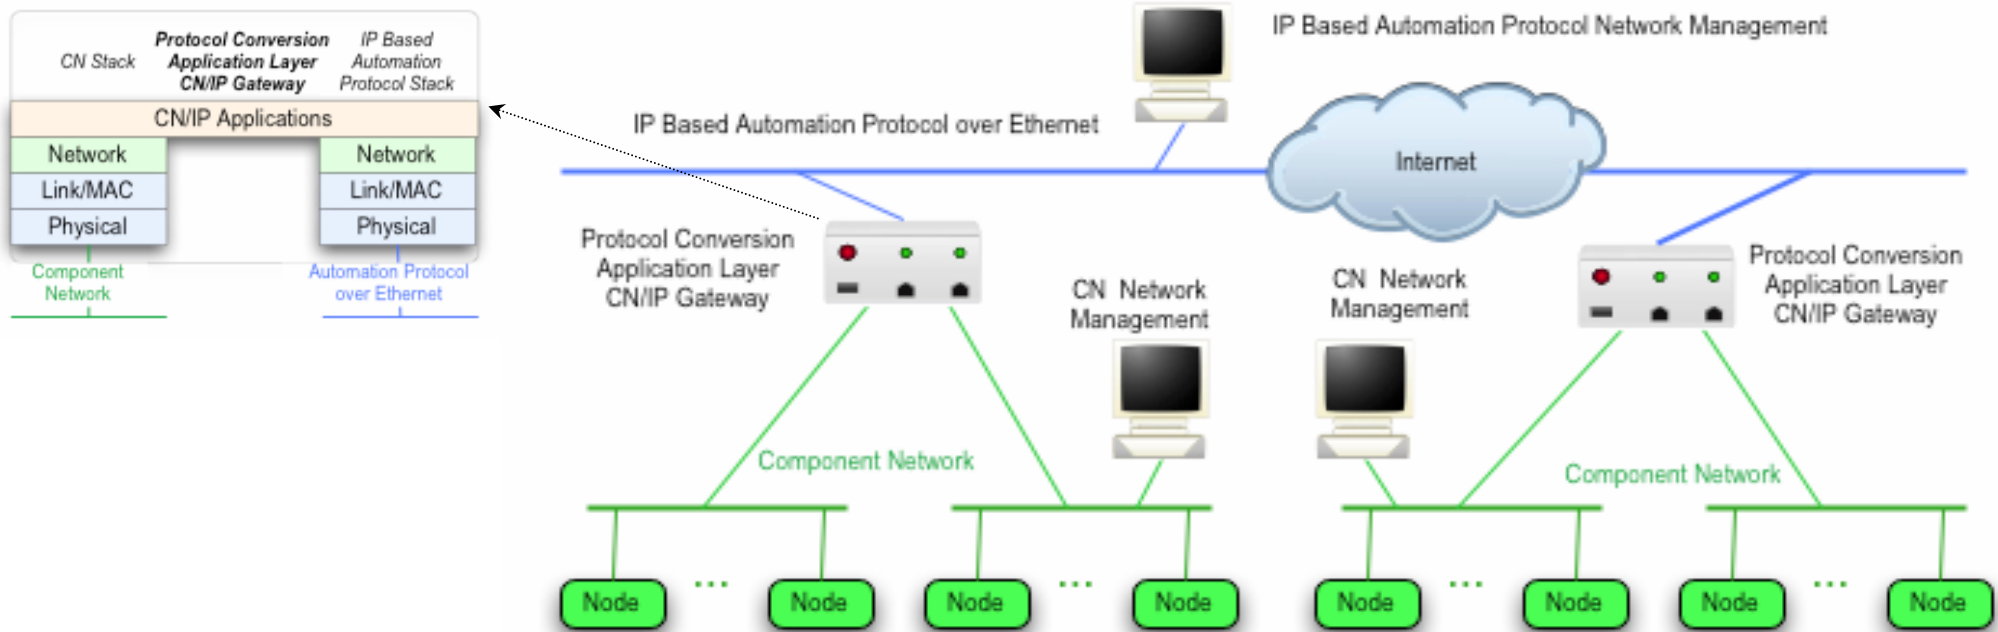 CN Stack
Protocol Conversion
Application Layer
CN/IP Gateway
IP Based
Automation
Protocol Stack
CN/IP Applications
Network
Link/MAC
Physical
Network
Link/MAC
Physical
Component
Network
Automation Protocol
over Ethernet
IP Based Automation Protocol Network Management
IP Based Automation Protocol over Ethernet
Internet
Protocol Conversion
Application Layer
CN/IP Gateway
CN Network
Management
CN Network
Management
Protocol Conversion
Application Layer
CN/IP Gateway
Component Network
Component Network
Node
...
Node
Node
...
Node
Node
...
Node
Node
...
Node